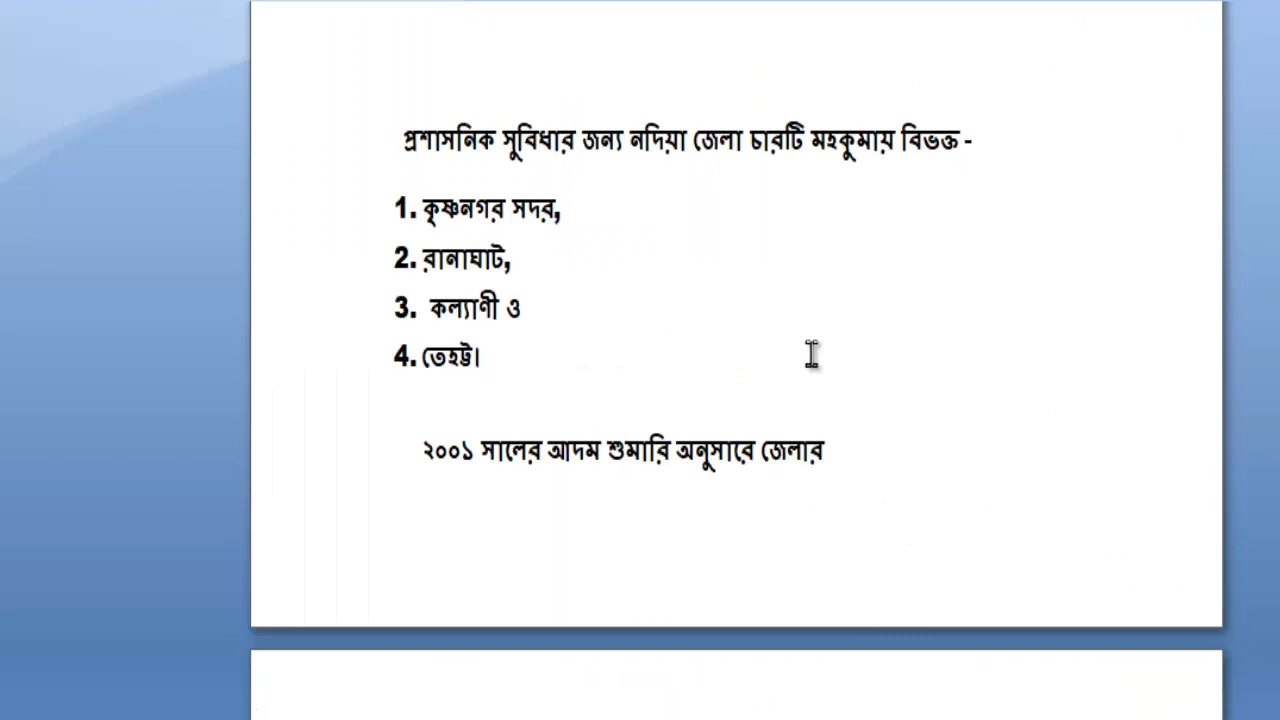 প্রশাসনিক সুবিধার জন্য নদিয়া জেলা চারটি মহকুমায় বিভক্ত -
1. কৃষ্ণনগর সদর,
2. রানাঘাট,
3. কল্যাণী ও
4. তেহট্ট।
২০০১ সালের আদম শুমারি অনুসারে জেলার